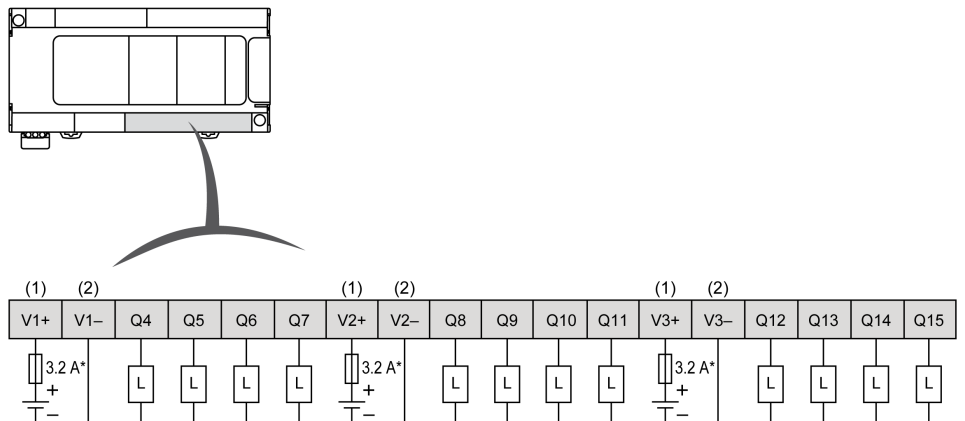 (1) (2) (1) (2) (1) (2)
V1+ V1– Q4 Q5 Q6 Q7 V2+ V2– Q8 Q9 Q10 Q11 V3+ V3– Q12 Q13 Q14 Q15
3.2 A* L L L L 3.2 A* L L L L 3.2 A* L L L L
+ + +
– – –